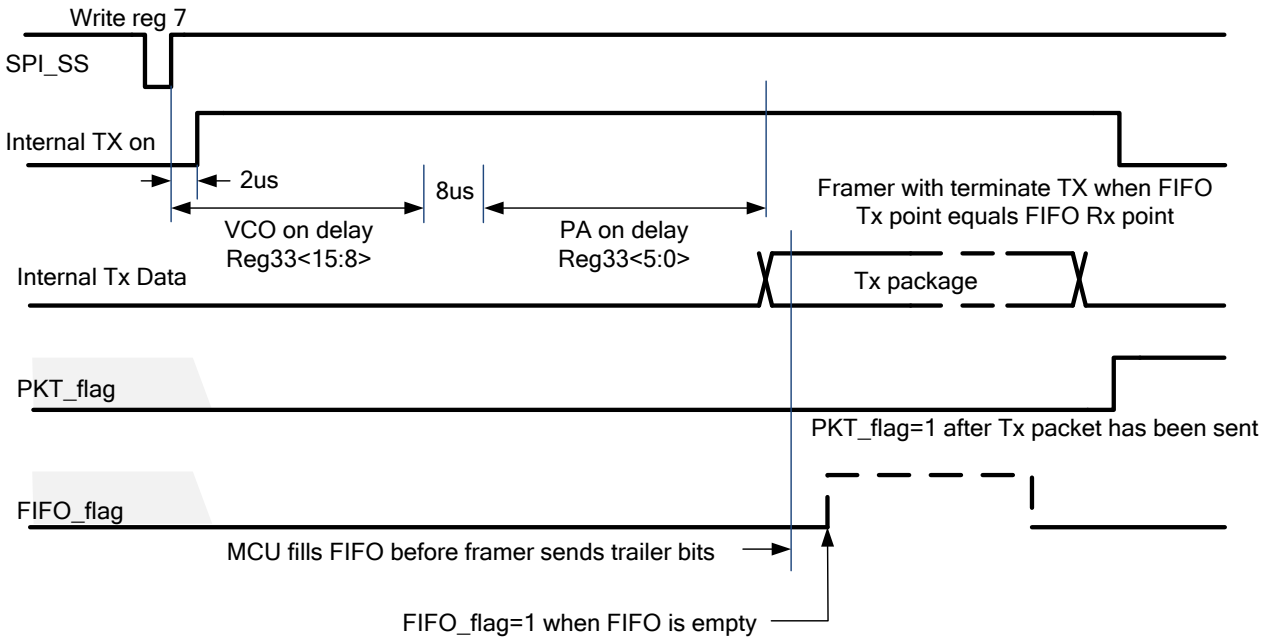 Write reg 7
SPI_SS
Internal TX on
2us
8us
VCO on delay
Reg33<15:8>
PA on delay
Reg33<5:0>
Framer with terminate TX when FIFO
Tx point equals FIFO Rx point
Internal Tx Data
Tx package
PKT_flag
PKT_flag=1 after Tx packet has been sent
FIFO_flag
MCU fills FIFO before framer sends trailer bits
FIFO_flag=1 when FIFO is empty